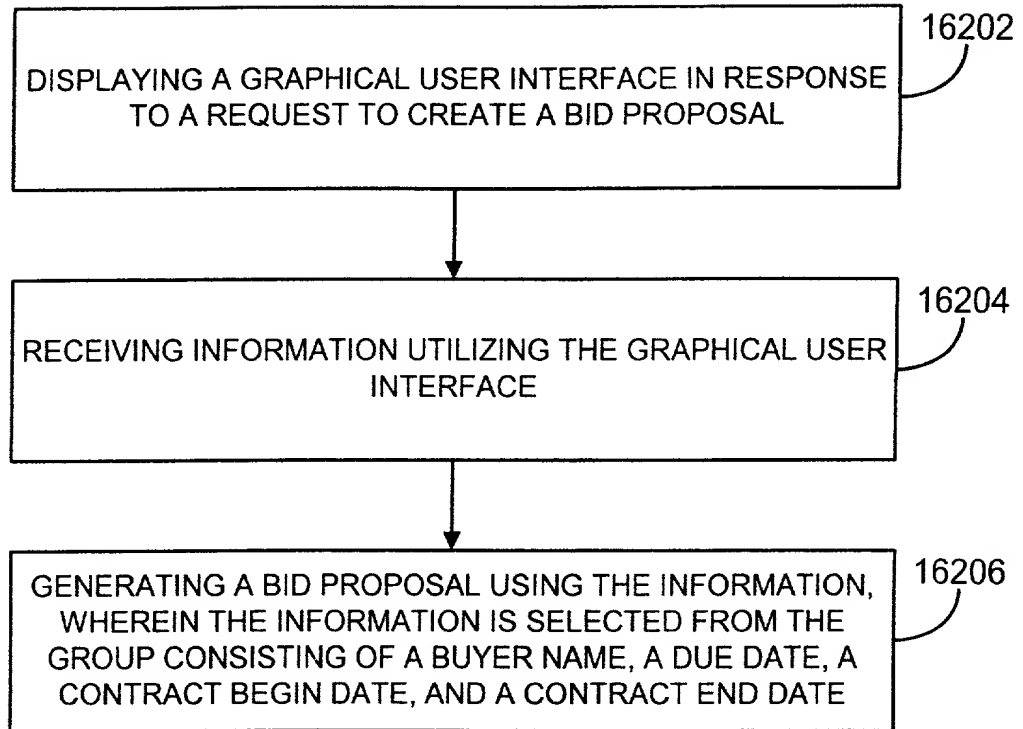 16202
DISPLAYING A GRAPHICAL USER INTERFACE IN RESPONSE
TO A REQUEST TO CREATE A BID PROPOSAL
16204
RECEIVING INFORMATION UTILIZING THE GRAPHICAL USER
INTERFACE
16206
GENERATING A BID PROPOSAL USING THE INFORMATION,
WHEREIN THE INFORMATION IS SELECTED FROM THE
GROUP CONSISTING OF A BUYER NAME, A DUE DATE, A
CONTRACT BEGIN DATE, AND A CONTRACT END DATE